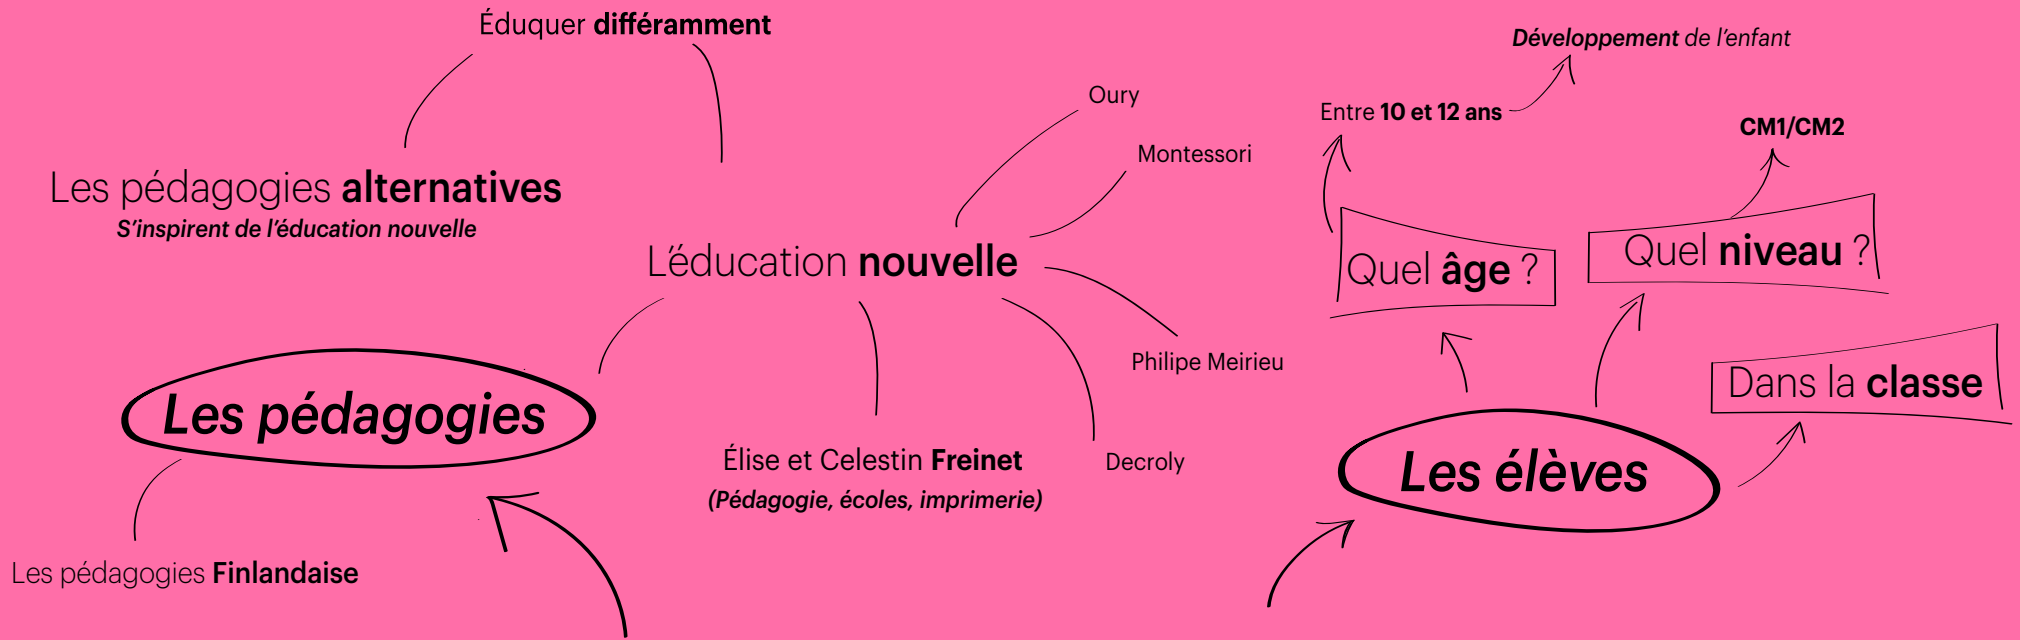 Éduquer différamment
Les pédagogies alternatives
S'inspirent de l'éducation nouvelle
Oury
Montessori
L'éducation nouvelle
Philipe Meirieu
Les pédagogies
Élise et Celestin Freinet
(Pédagogie, écoles, imprimerie)
Decroly
Les pédagogies Finlandaise
Développement de l'enfant
Entre 10 et 12 ans
CM1/CM2
Quel âge ?
Quel niveau ?
Dans la classe
Les élèves